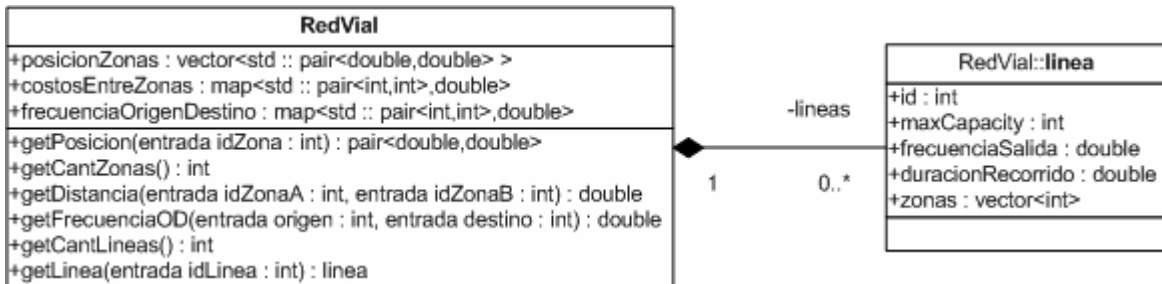 RedVial
+posicionZonas : vector<std :: pair<double,double> >
+costosEntreZonas : map<std :: pair<int,int>,double>
+frecuenciaOrigenDestino : map<std :: pair<int,int>,double>
+getPosicion(entrada idZona : int) : pair<double,double>
+getCantZonas() : int
+getDistancia(entrada idZonaA : int, entrada idZonaB : int) : double
+getFrecuenciaOD(entrada origen : int, entrada destino : int) : double
+getCantLineas() : int
+getLinea(entrada idLinea : int) : linea
-lineas
1
0..*
RedVial::linea
+id : int
+maxCapacity : int
+frecuenciaSalida : double
+duracionRecorrido : double
+zonas : vector<int>